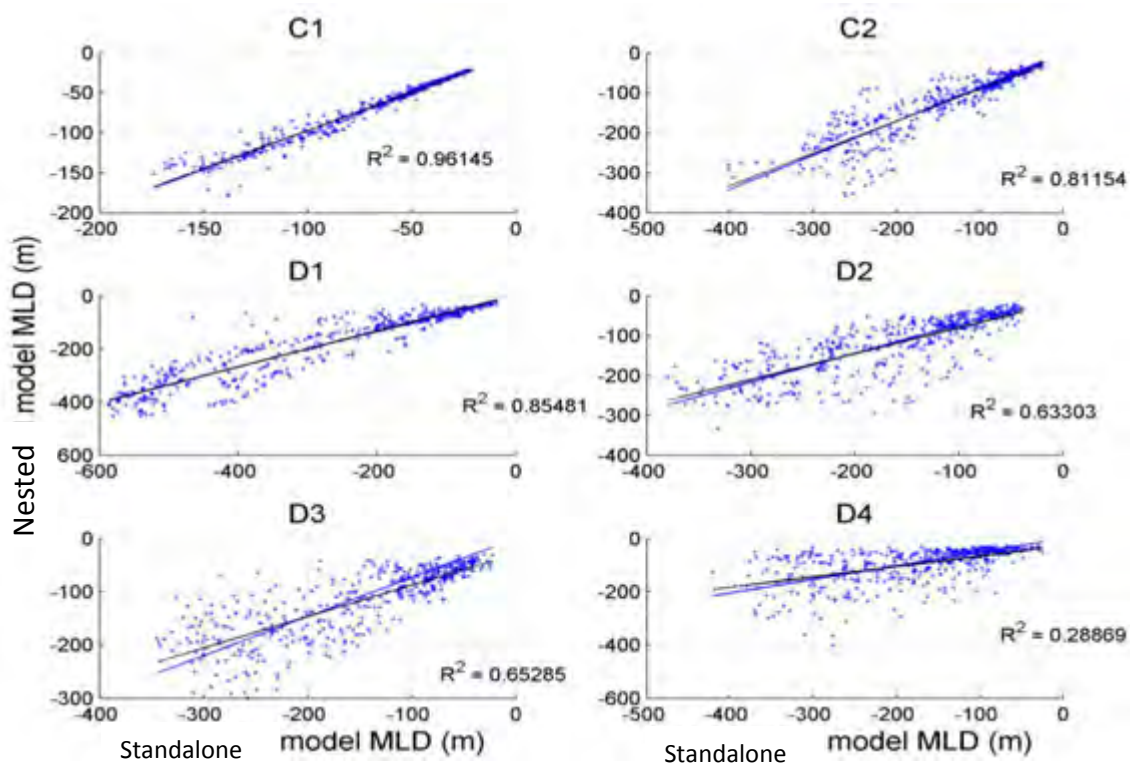 C1
0
-50
-100
-150
-200
-200 -150 -100 -50 0
R² = 0.96145
C2
0
-100
-200
-300
-400
-400 -300 -200 -100 0
R² = 0.81154
D1
0
-200
-400
600
-600 -400 -200 0
R² = 0.85481
D2
0
-100
-200
-300
-400
-400 -300 -200 -100 0
R² = 0.63303
D3
0
-100
-200
-300
-400 -300 -200 -100 0
R² = 0.65285
D4
0
-200
-400
-600
-500 -400 -300 -200 -100 0
R² = 0.28869
Nested model MLD (m)
Standalone model MLD (m)
Standalone model MLD (m)